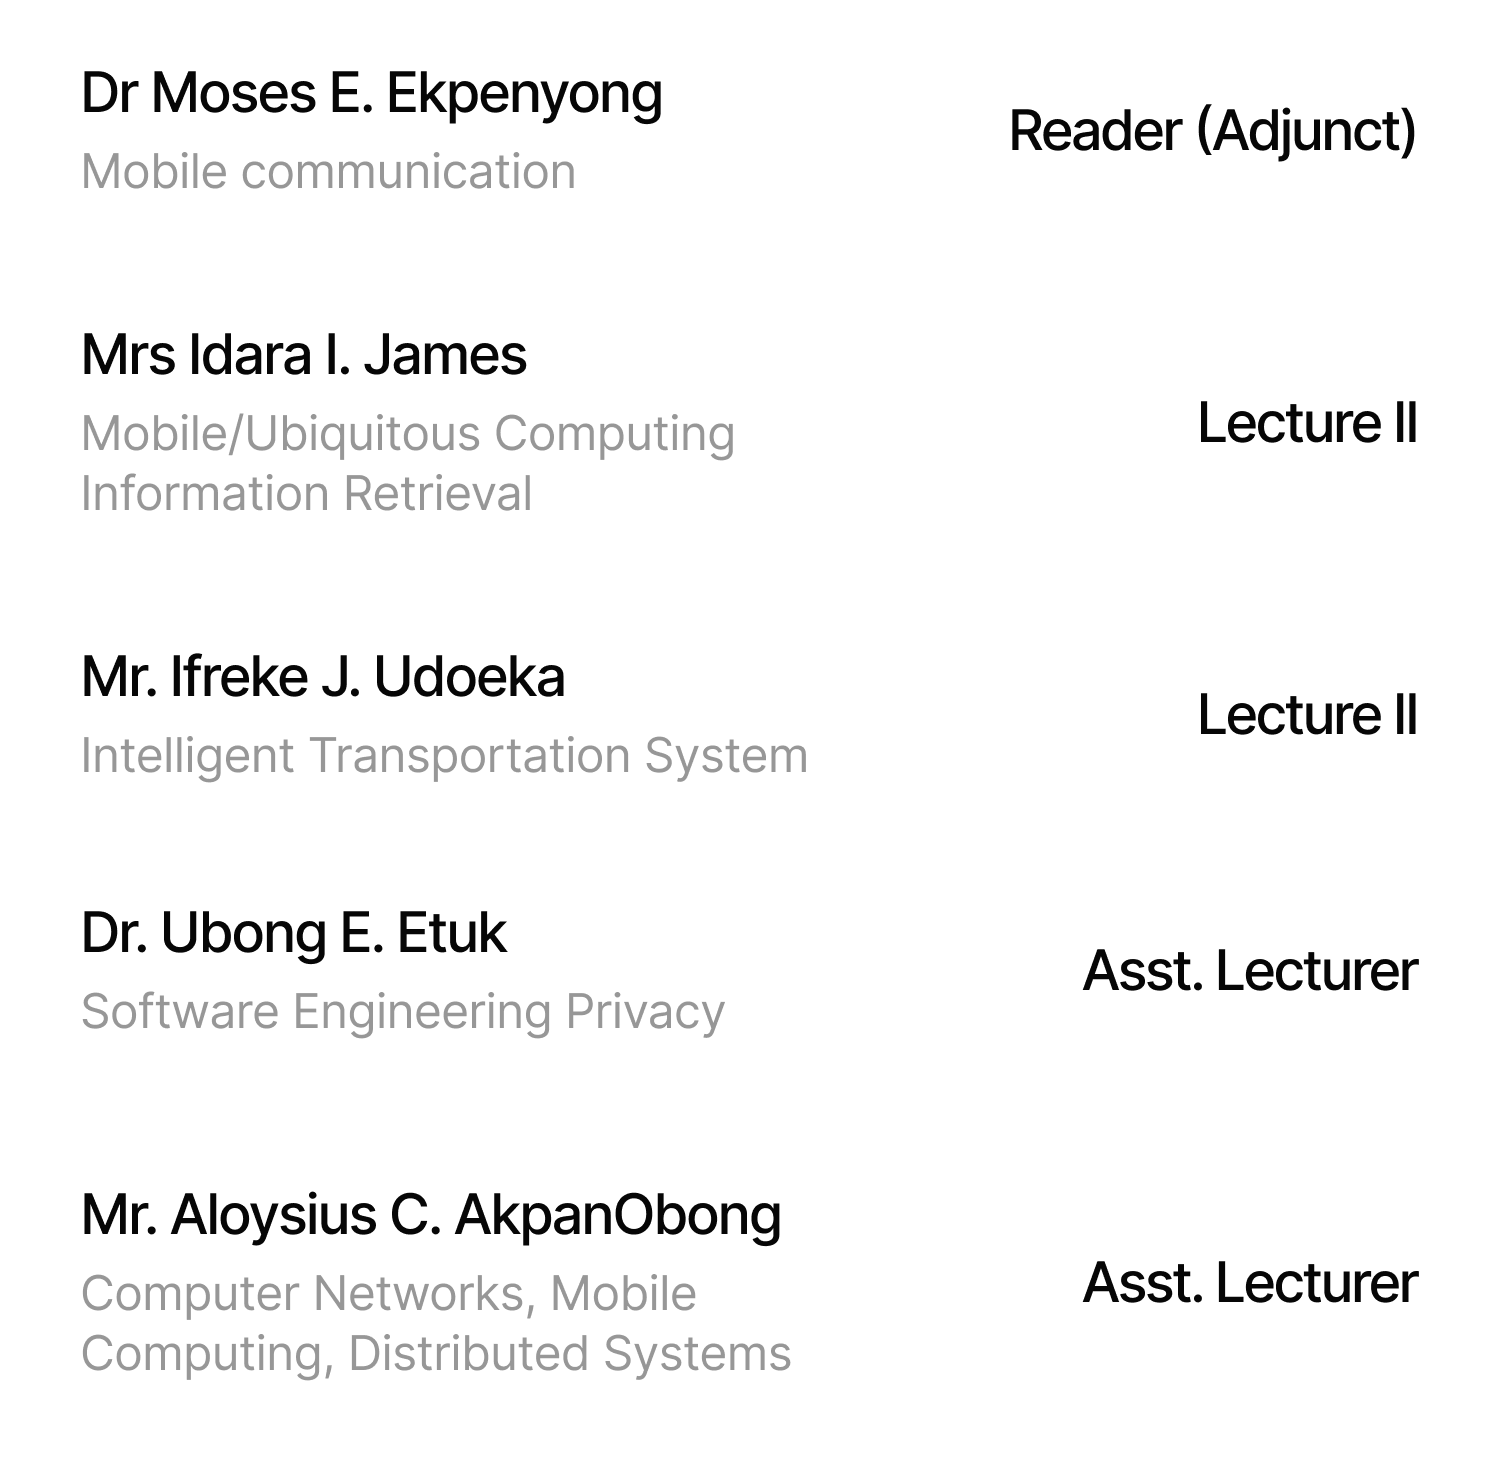 Dr Moses E. Ekpenyong
Mobile communication
Reader (Adjunct)
Mrs Idara I. James
Mobile/Ubiquitous Computing
Information Retrieval
Lecture II
Mr. Ifreke J. Udoeka
Intelligent Transportation System
Lecture II
Dr. Ubong E. Etuk
Software Engineering Privacy
Asst. Lecturer
Mr. Aloysius C. AkpanObong
Computer Networks, Mobile
Computing, Distributed Systems
Asst. Lecturer